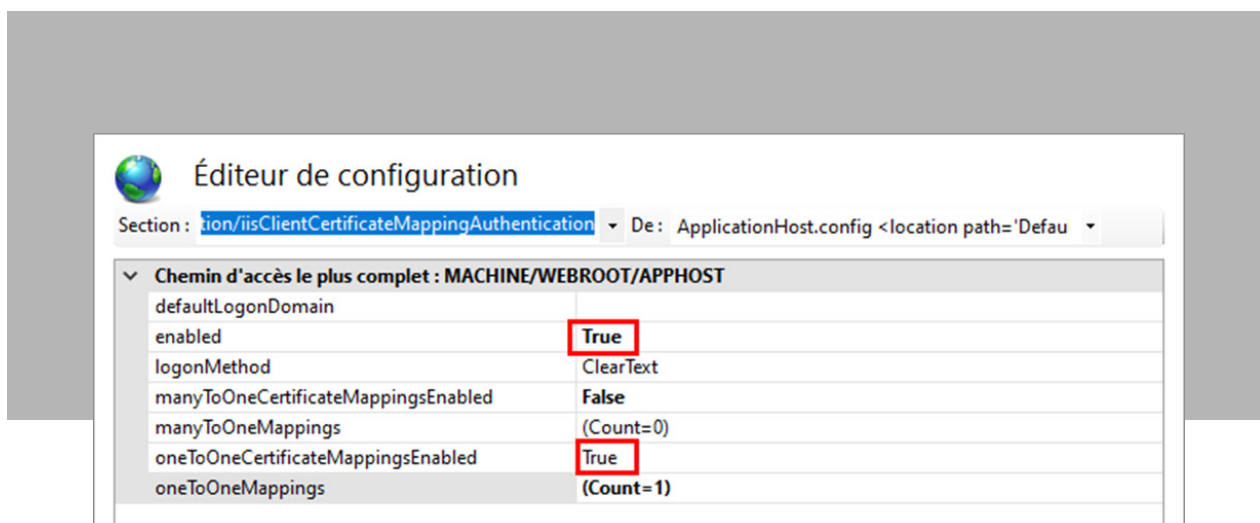 Éditeur de configuration
Section : tion/iisClientCertificateMappingAuthentication De : ApplicationHost.config <location path='Defau
Chemin d'accès le plus complet : MACHINE/WEBROOT/APPHOST
defaultLogonDomain
enabled True
logonMethod ClearText
manyToOneCertificateMappingsEnabled False
manyToOneMappings (Count=0)
oneToOneCertificateMappingsEnabled True
oneToOneMappings (Count=1)